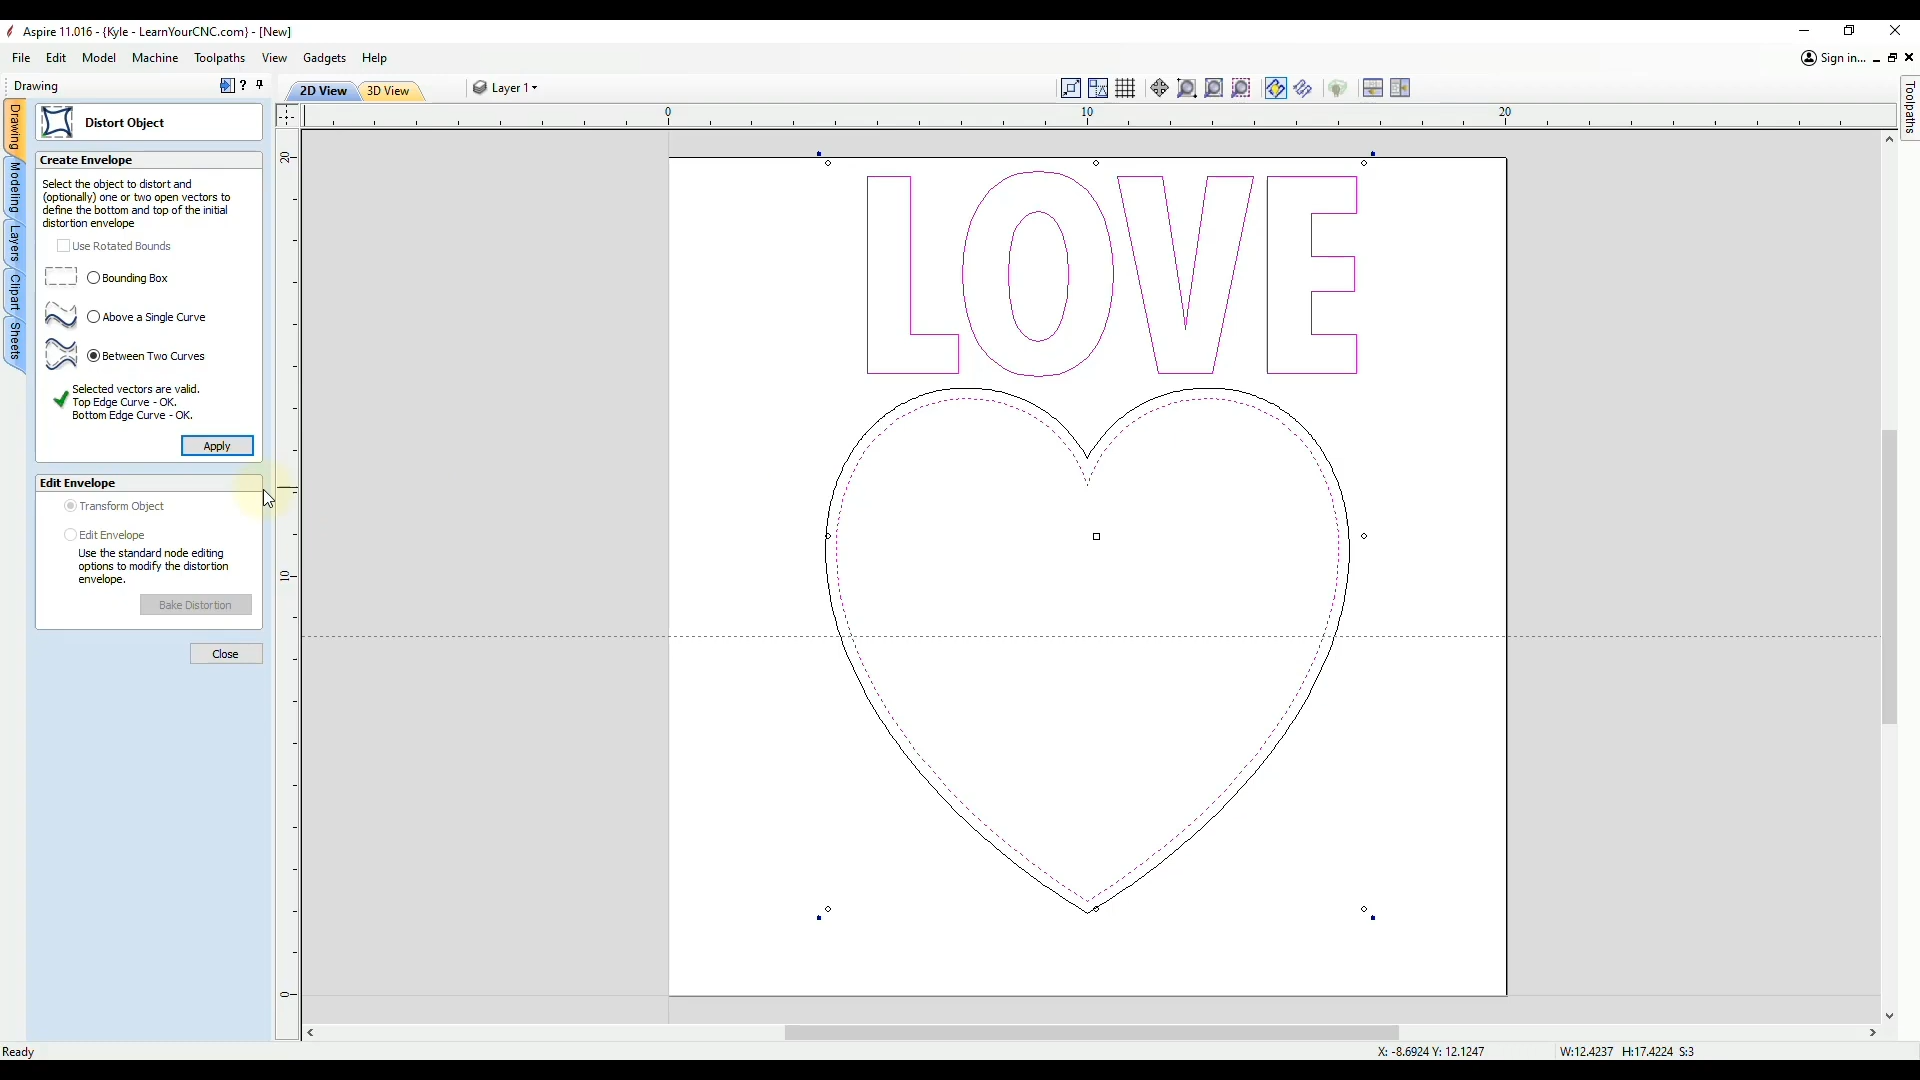 Aspire 11.016 - {Kyle - LearnYourCNC.com} - [New]
File Edit Model Machine Toolpaths View Gadgets Help
Sign in...
Drawing
?
2D View 3D View
Layer 1
Toolpaths
Drawing
Modeling
Layers
Clipart
Sheets
Distort Object
Create Envelope
Select the object to distort and
(optionally) one or two open vectors to
define the bottom and top of the initial
distortion envelope
Use Rotated Bounds
Bounding Box
Above a Single Curve
Between Two Curves
Selected vectors are valid.
Top Edge Curve - OK.
Bottom Edge Curve - OK.
Apply
Edit Envelope
Transform Object
Edit Envelope
Use the standard node editing
options to modify the distortion
envelope.
Bake Distortion
Close
0 10 20
20
10
0
LOVE
Ready
X: -8.6924 Y: 12.1247
W:12.4237 H:17.4224 S:3